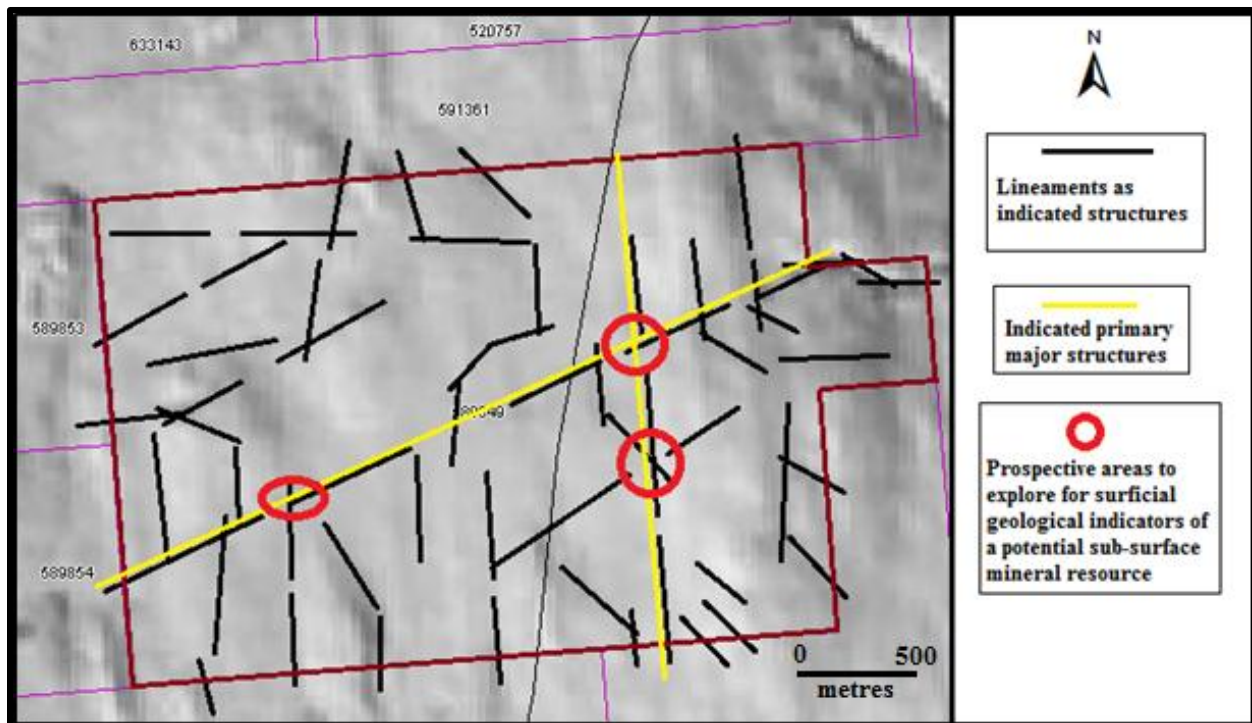 633143
520757
591361
589853
589854
0 500
metres
N
Lineaments as
indicated structures
Indicated primary
major structures
Prospective areas to
explore for surficial
geological indicators of
a potential sub-surface
mineral resource